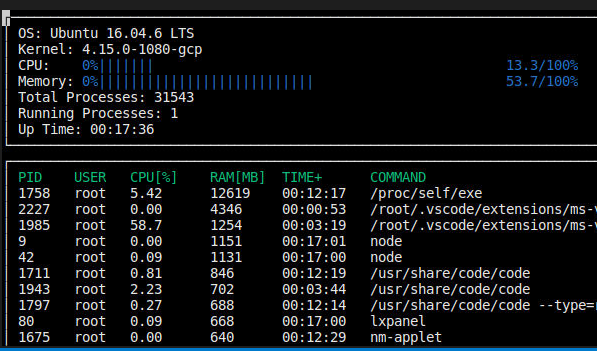 OS: Ubuntu 16.04.6 LTS
Kernel: 4.15.0-1080-gcp
CPU: 0%||||||| 13.3/100%
Memory: 0%||||||||||||||||||||||||||| 53.7/100%
Total Processes: 31543
Running Processes: 1
Up Time: 00:17:36
PID USER CPU[%] RAM[MB] TIME+ COMMAND
1758 root 5.42 12619 00:12:17 /proc/self/exe
2227 root 0.00 4346 00:00:53 /root/.vscode/extensions/ms-v
1985 root 58.7 1254 00:03:19 /root/.vscode/extensions/ms-v
9 root 0.00 1151 00:17:01 node
42 root 0.09 1131 00:17:00 node
1711 root 0.81 846 00:12:19 /usr/share/code/code
1943 root 2.23 702 00:03:44 /usr/share/code/code
1797 root 0.27 688 00:12:14 /usr/share/code/code --type=r
80 root 0.09 668 00:17:00 lxpanel
1675 root 0.00 640 00:12:29 nm-applet